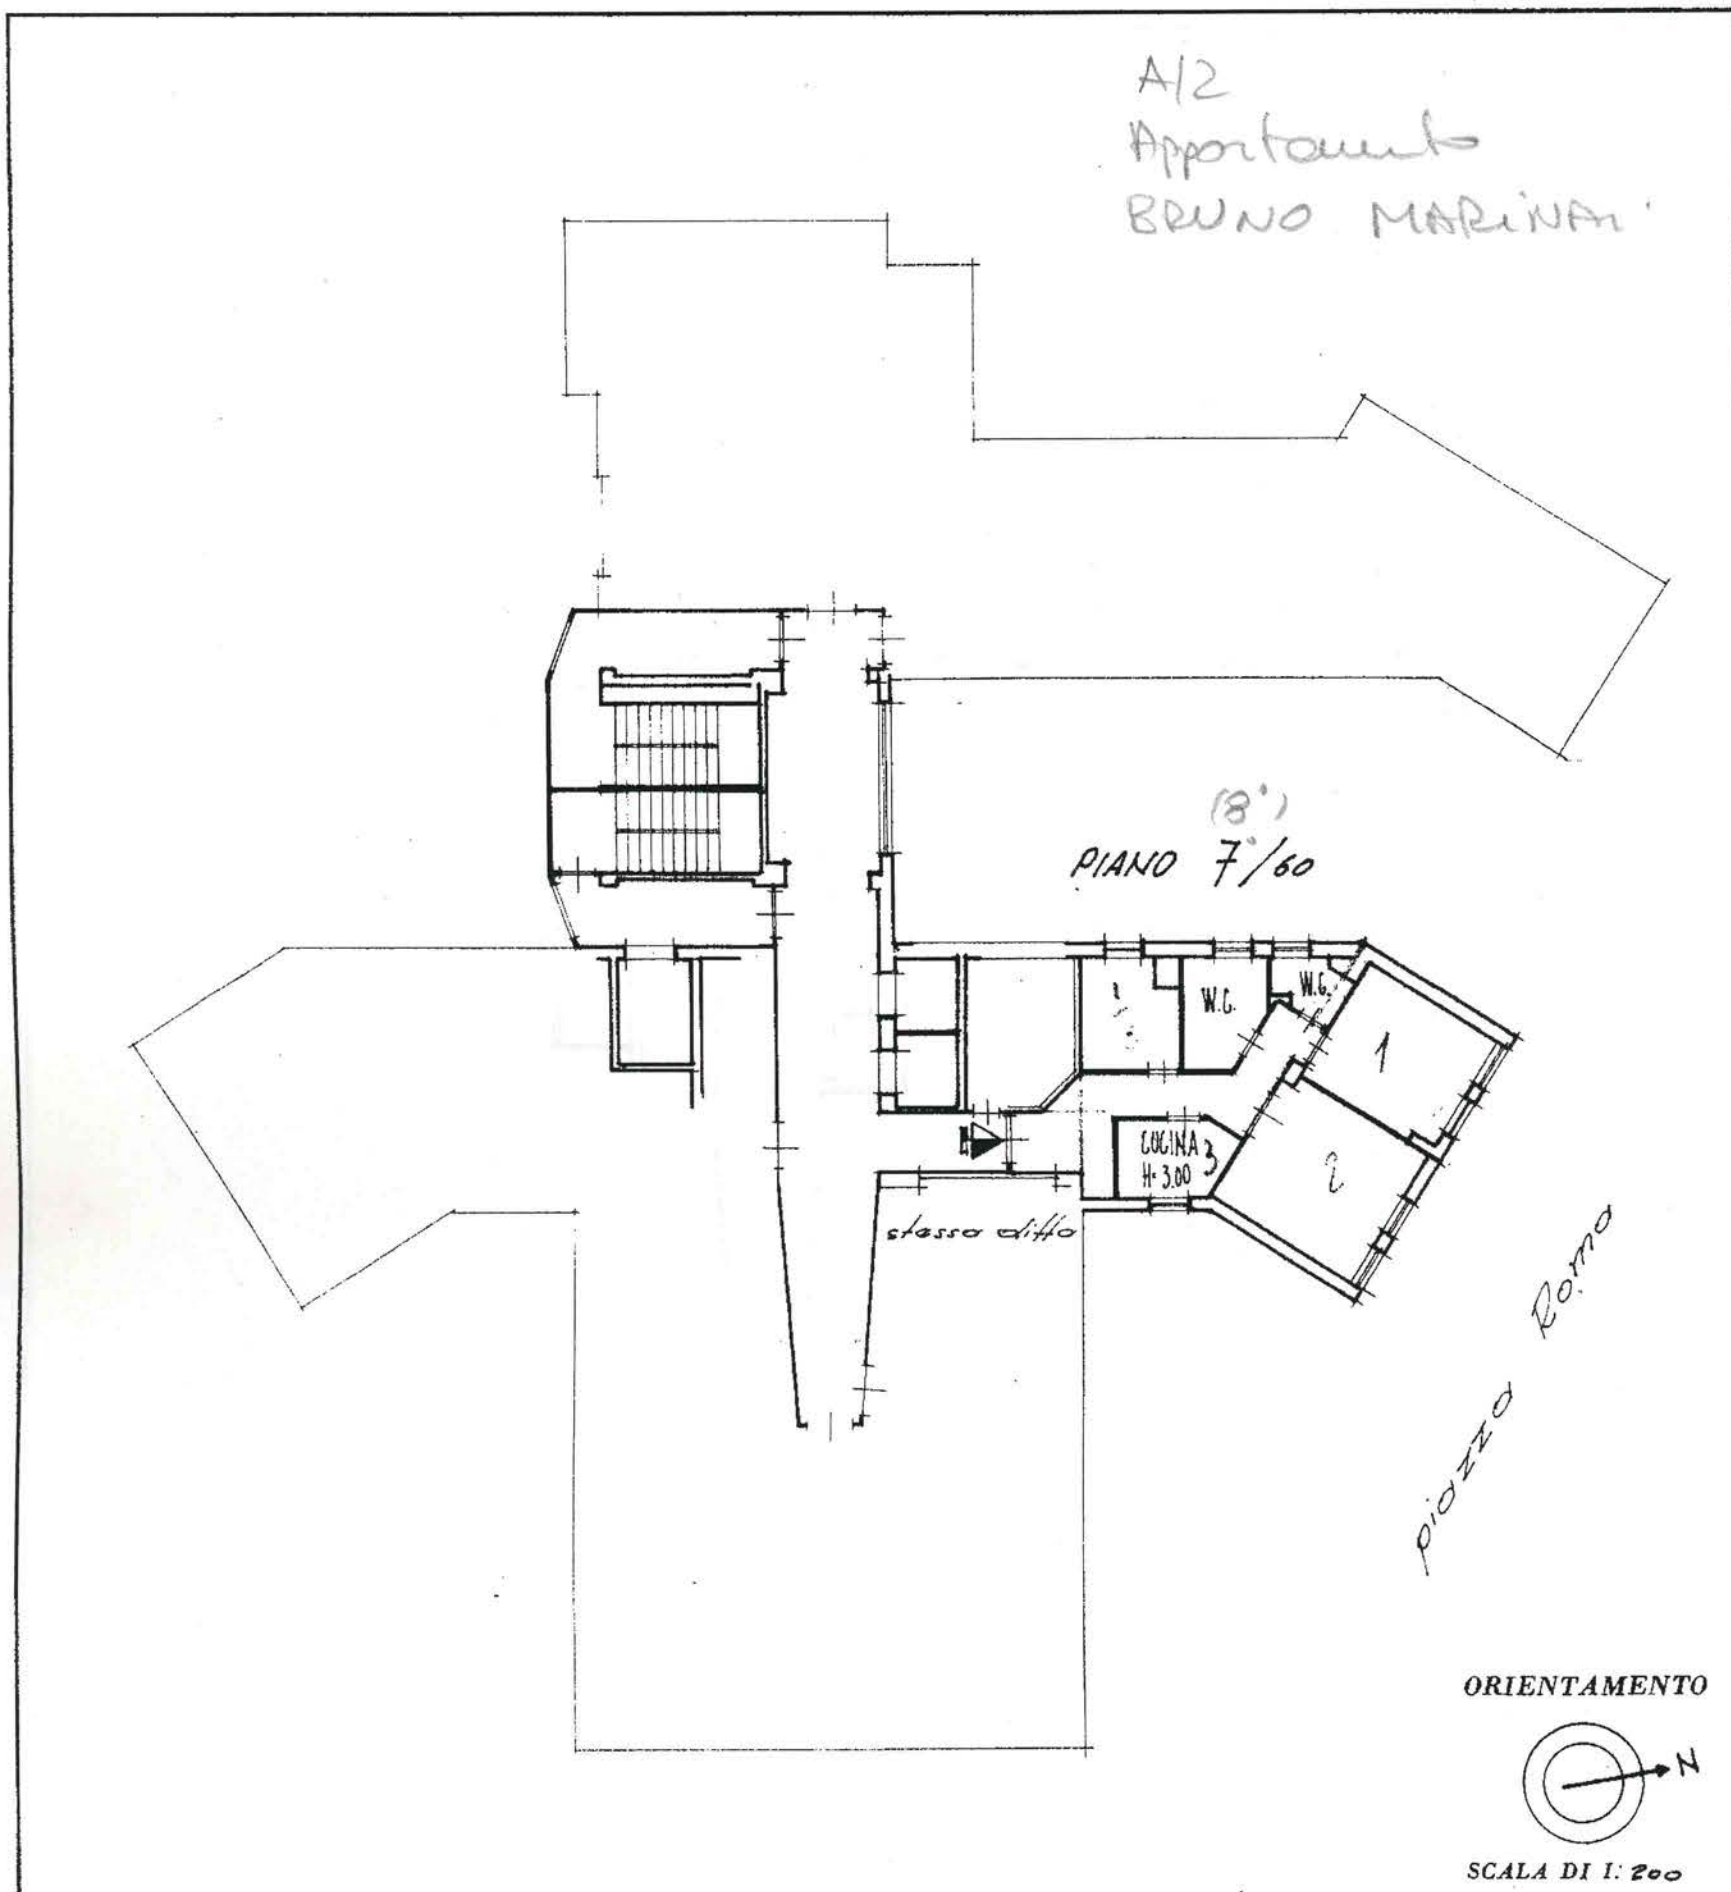 A/2
Appartamento
BRUNO MARINAI
(8°)
PIANO 7°/60
W.C.
W.C.
1
CUCINA 3
H= 3.00
2
stessa ditta
piazza Roma
ORIENTAMENTO
N
SCALA DI 1: 200